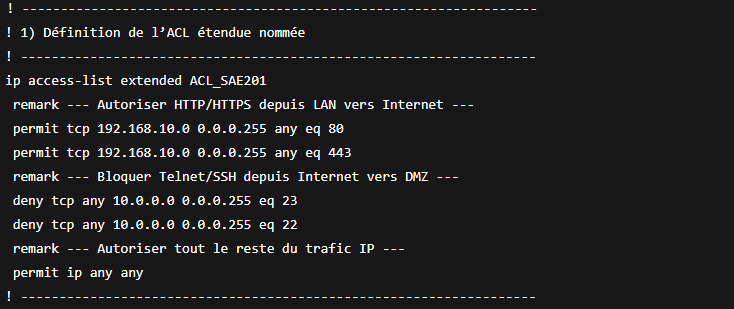 ! -------------------------------------------------------------------
! 1) Définition de l’ACL étendue nommée
! -------------------------------------------------------------------
ip access-list extended ACL_SAE201
remark --- Autoriser HTTP/HTTPS depuis LAN vers Internet ---
permit tcp 192.168.10.0 0.0.0.255 any eq 80
permit tcp 192.168.10.0 0.0.0.255 any eq 443
remark --- Bloquer Telnet/SSH depuis Internet vers DMZ ---
deny tcp any 10.0.0.0 0.0.0.255 eq 23
deny tcp any 10.0.0.0 0.0.0.255 eq 22
remark --- Autoriser tout le reste du trafic IP ---
permit ip any any
! -------------------------------------------------------------------